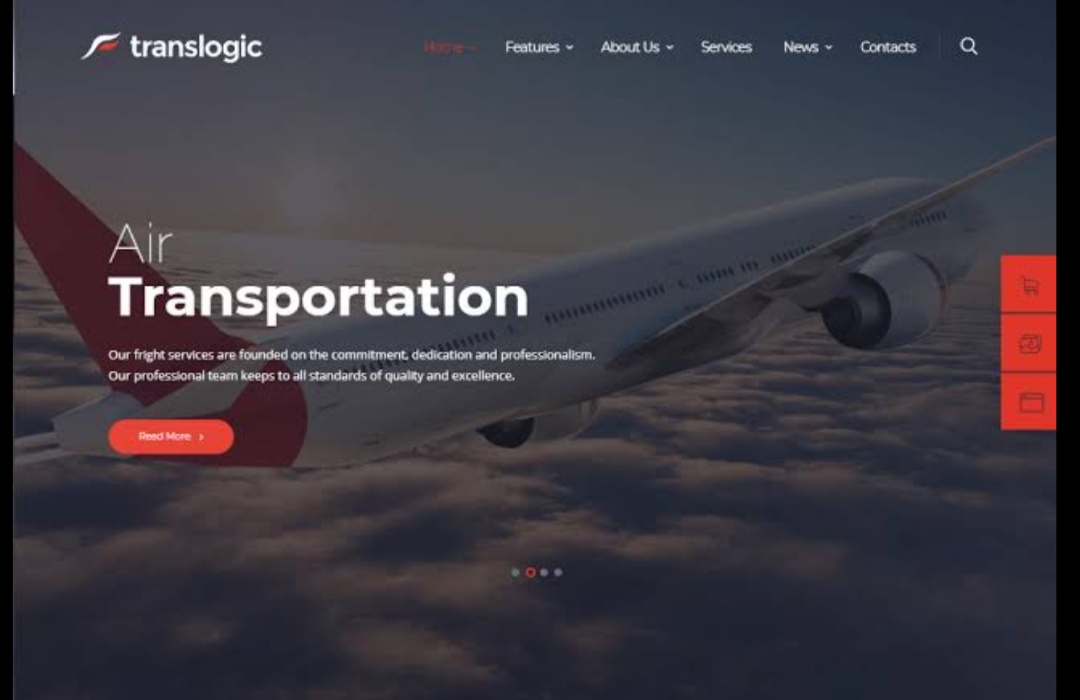 translogic
Home
Features
About Us
Services
News
Contacts
Air
Transportation
Our fright services are founded on the commitment, dedication and professionalism.
Our professional team keeps to all standards of quality and excellence.
Read More